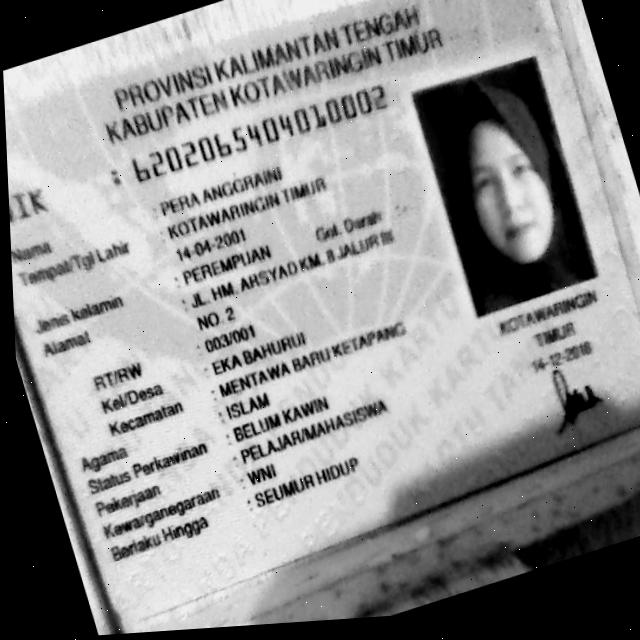 PROVINSI KALIMANTAN TENGAH
KABUPATEN KOTAWARINGIN TIMUR
NIK : 6202065404010002
Nama : PERA ANGGRAINI
Tempat/Tgl Lahir : KOTAWARINGIN TIMUR
14-04-2001
Jenis kelamin : PEREMPUAN Gol. Darah
Alamat : JL. HM. ARSYAD KM. 8 JALUR III
NO. 2
RT/RW : 003/001
Kel/Desa : EKA BAHURUI
Kecamatan : MENTAWA BARU KETAPANG
Agama : ISLAM
Status Perkawinan : BELUM KAWIN
Pekerjaan : PELAJAR/MAHASISWA
Kewarganegaraan : WNI
Berlaku Hingga : SEUMUR HIDUP
KOTAWARINGIN
TIMUR
14-12-2018